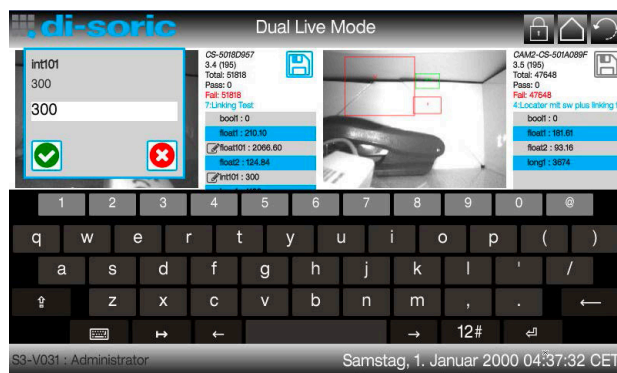 di-soric
Dual Live Mode
int101
300
300
CS-5018D957
3.4 (195)
Total: 51818
Pass: 0
Fail: 51818
7:Linking Test
bool1 : 0
float1 : 210.10
float101 : 2066.60
float2 : 124.84
int101 : 300
CAM2-CS-501A089F
3.5 (195)
Total: 47648
Pass: 0
Fail: 47648
4:Locater mit sw plus linking
bool1 : 0
float1 : 181.61
float2 : 93.16
long1 : 3674
1 2 3 4 5 6 7 8 9 0 @
q w e r t y u i o p ( )
a s d f g h j k l ' /
z x c v b n m , .
12#
S3-V031 : Administrator
Samstag, 1. Januar 2000 04:37:32 CET